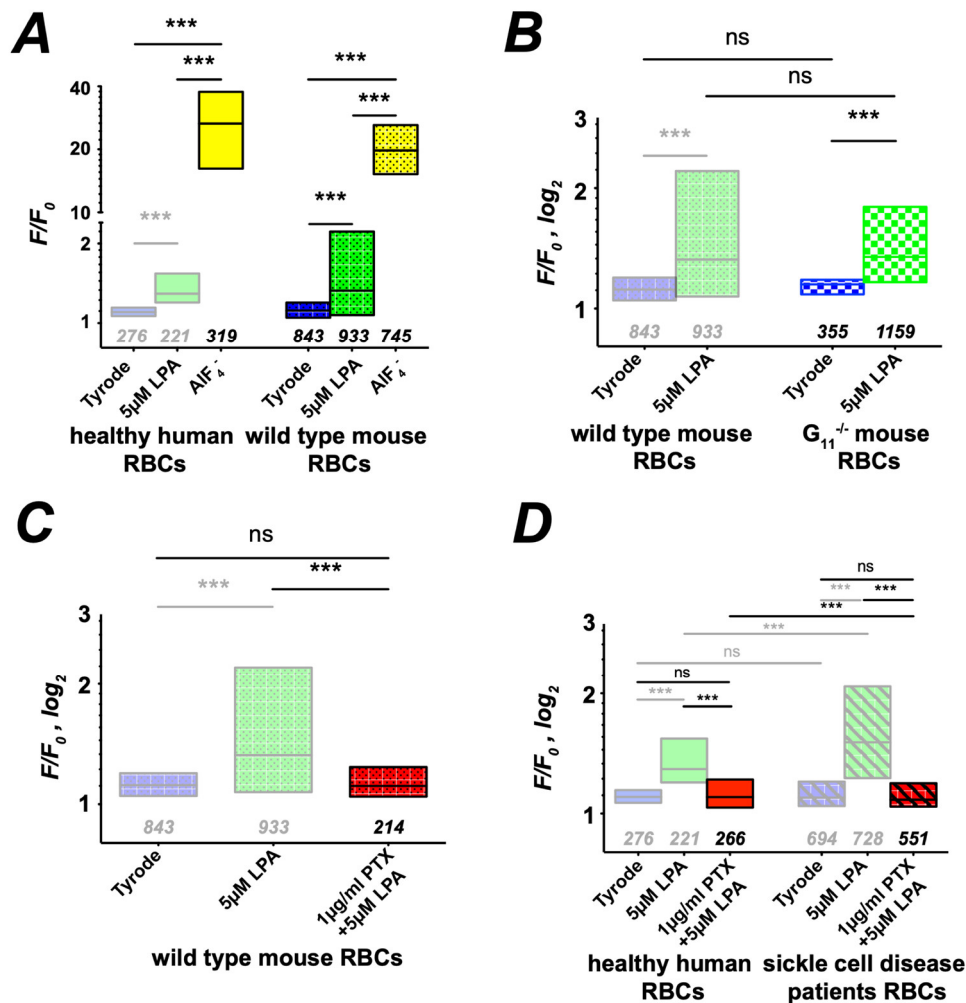 A
***
***
***
***
***
***
40
20
10
2
1
F/F0
276 221 319 843 933 745
Tyrode
5µM LPA
AlF4-
Tyrode
5µM LPA
AlF4-
healthy human
RBCs
wild type mouse
RBCs
B
ns
ns
***
***
3
2
1
F/F0 , log2
843 933 355 1159
Tyrode
5µM LPA
Tyrode
5µM LPA
wild type mouse
RBCs
G11-/- mouse
RBCs
C
ns
***
***
3
2
1
F/F0 , log2
843 933 214
Tyrode
5µM LPA
1µg/ml PTX
+5µM LPA
wild type mouse RBCs
D
ns
***
***
***
***
ns
ns
***
***
3
2
1
F/F0 , log2
276 221 266 694 728 551
Tyrode
5µM LPA
1µg/ml PTX
+5µM LPA
Tyrode
5µM LPA
1µg/ml PTX
+5µM LPA
healthy human
RBCs
sickle cell disease
patients RBCs